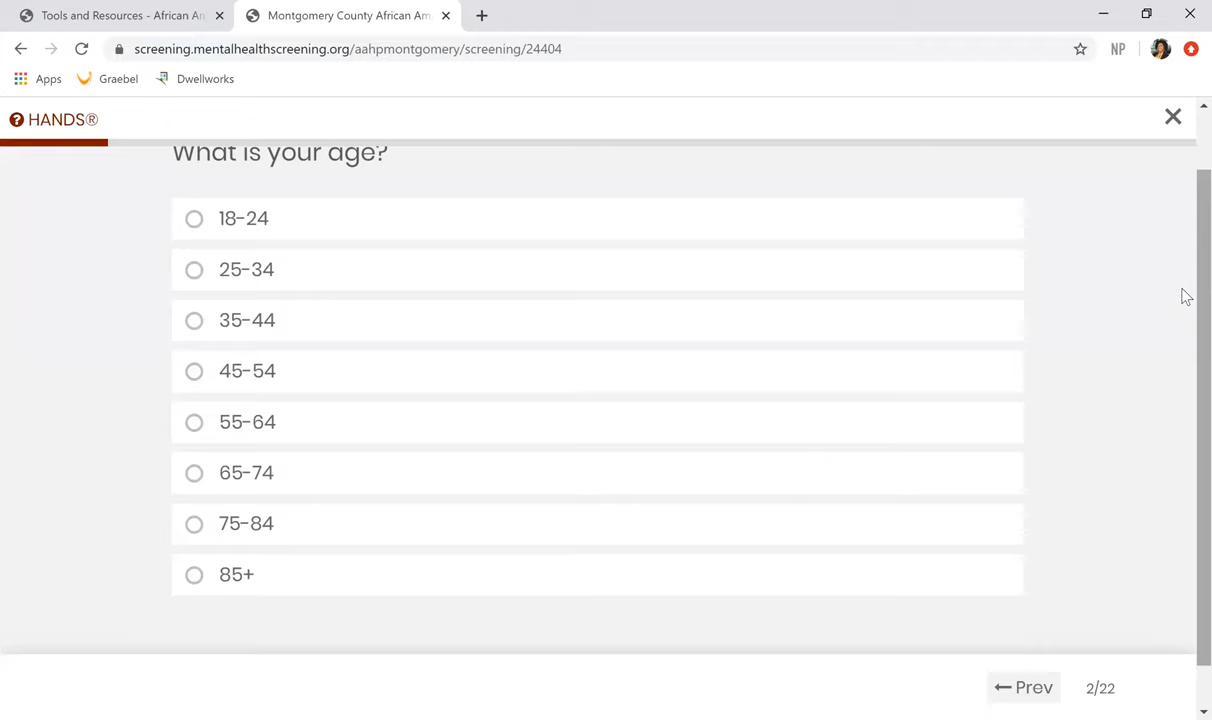 Tools and Resources - African An
Montgomery County African Am
screening.mentalhealthscreening.org/aahpmontgomery/screening/24404
NP
Apps
Graebel
Dwellworks
HANDS®
What is your age?
18-24
25-34
35-44
45-54
55-64
65-74
75-84
85+
Prev
2/22